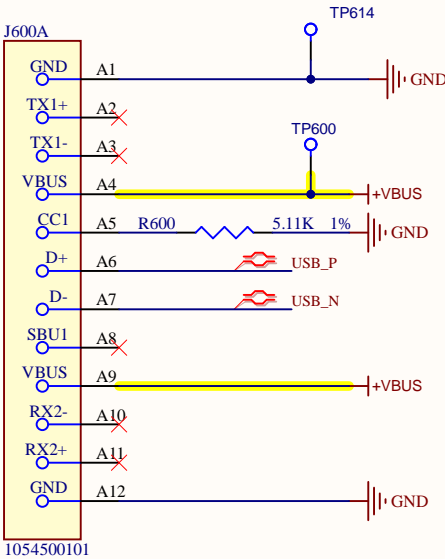 TP614
J600A
GND A1 GND
TX1+ A2
TX1- A3
TP600
VBUS A4 +VBUS
CC1 A5 R600 5.11K 1% GND
D+ A6 USB_P
D- A7 USB_N
SBU1 A8
VBUS A9 +VBUS
RX2- A10
RX2+ A11
GND A12 GND
1054500101